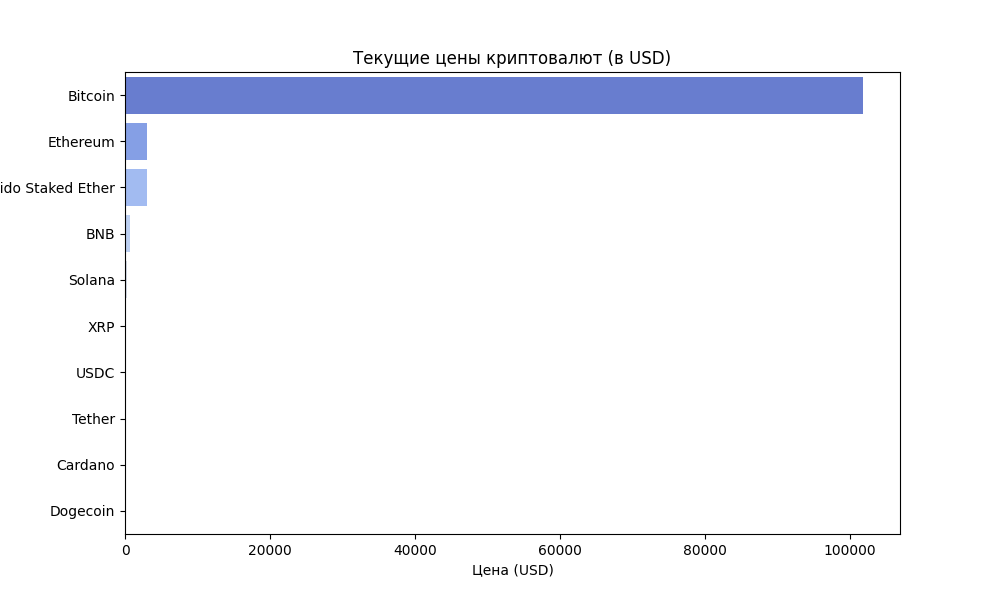 Текущие цены криптовалют (в USD)
Bitcoin
Ethereum
ido Staked Ether
BNB
Solana
XRP
USDC
Tether
Cardano
Dogecoin
0 20000 40000 60000 80000 100000
Цена (USD)